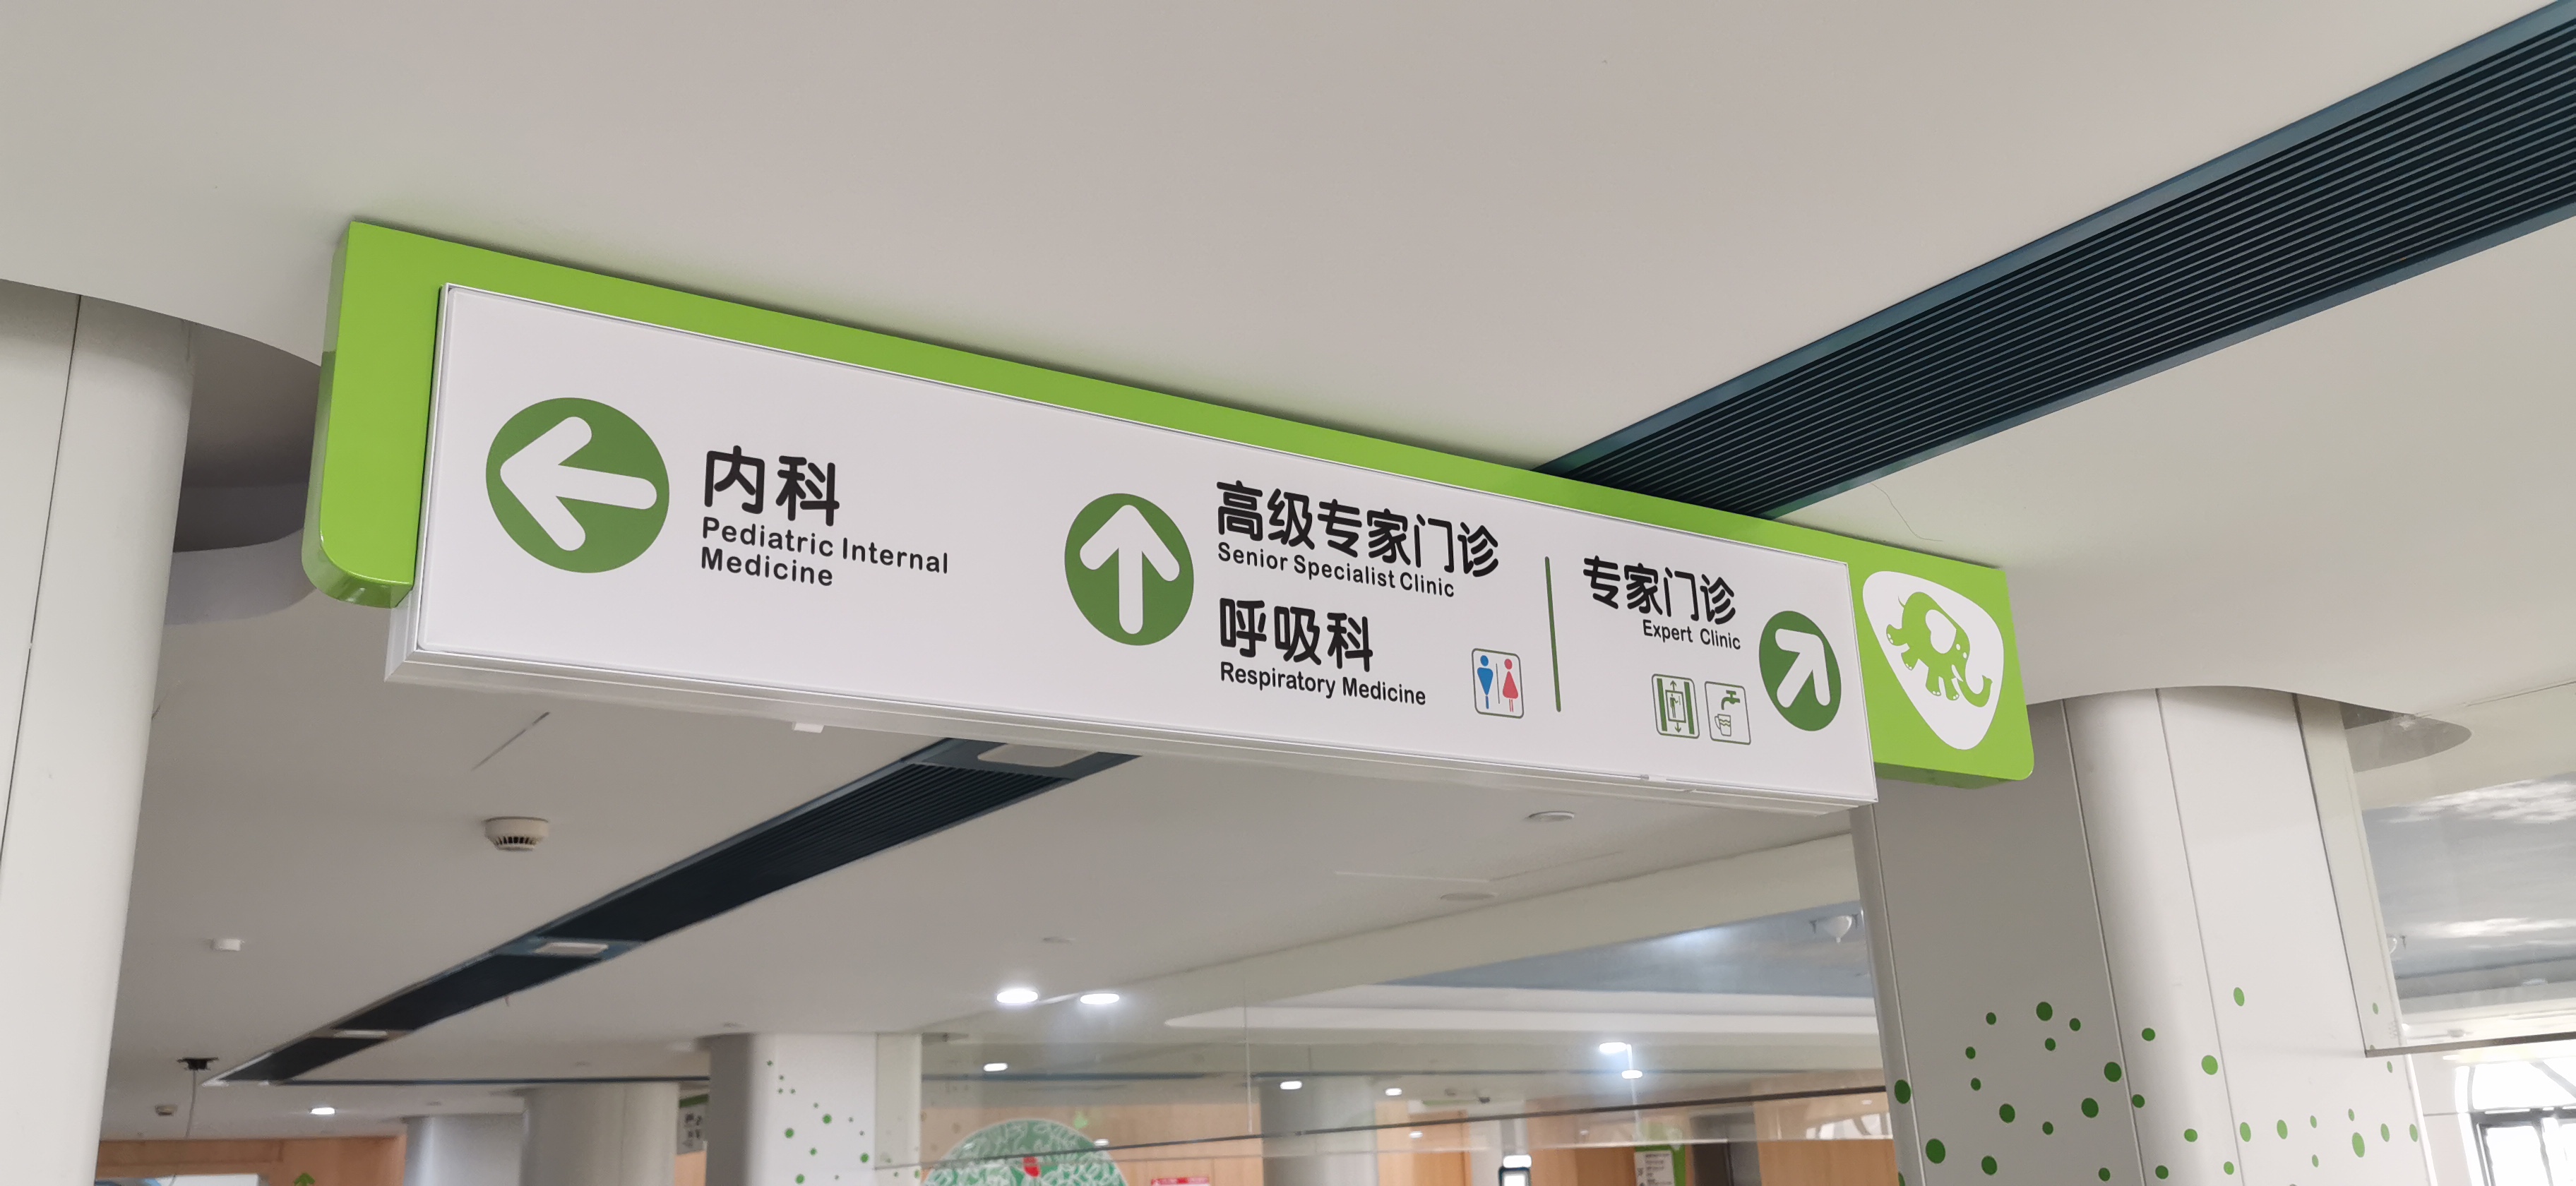 内科
Pediatric Internal
Medicine
高级专家门诊
Senior Specialist Clinic
呼吸科
Respiratory Medicine
专家门诊
Expert Clinic